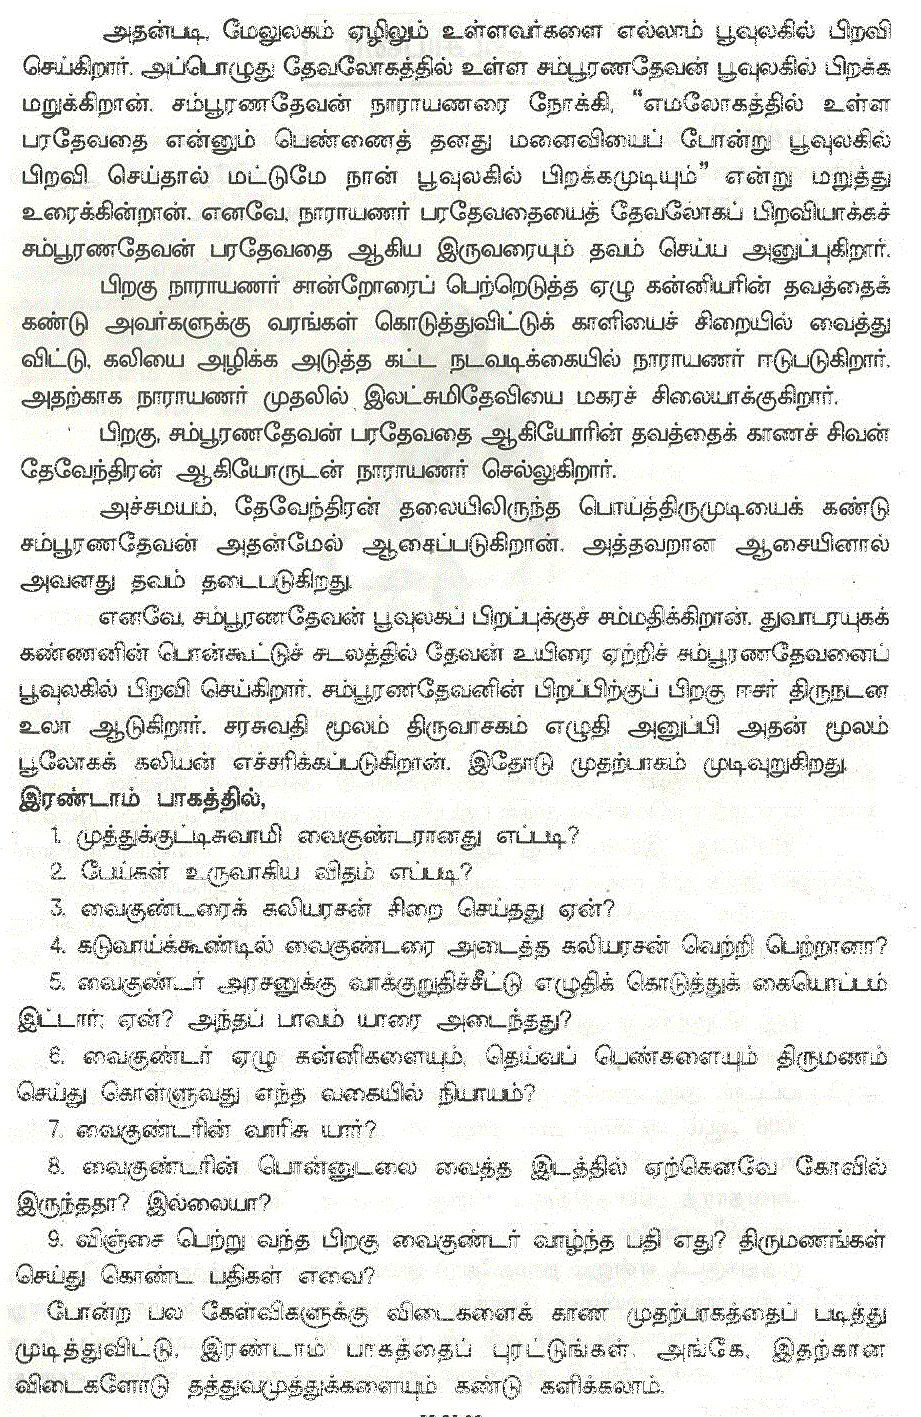 அதன்படி, மேலுலகம் ஏழிலும் உள்ளவர்களை எல்லாம் பூவுலகில் பிறவி
செய்கிறார். அப்பொழுது தேவலோகத்தில் உள்ள சம்பூரணதேவன் பூவுலகில் பிறக்க
மறுக்கிறான். சம்பூரணதேவன் நாராயணரை நோக்கி, “எமலோகத்தில் உள்ள
பரதேவதை என்னும் பெண்ணைத் தனது மனைவியைப் போன்று பூவுலகில்
பிறவி செய்தால் மட்டுமே நான் பூவுலகில் பிறக்கமுடியும்” என்று மறுத்து
உரைக்கின்றான். எனவே, நாராயணர் பரதேவதையைத் தேவலோகப் பிறவியாக்கச்
சம்பூரணதேவன் பரதேவதை ஆகிய இருவரையும் தவம் செய்ய அனுப்புகிறார்.
பிறகு நாராயணர் சான்றோரைப் பெற்றெடுத்த ஏழு கன்னியரின் தவத்தைக்
கண்டு அவர்களுக்கு வரங்கள் கொடுத்துவிட்டுக் காளியைச் சிறையில் வைத்து
விட்டு, கலியை அழிக்க அடுத்த கட்ட நடவடிக்கையில் நாராயணர் ஈடுபடுகிறார்.
அதற்காக நாராயணர் முதலில் இலட்சுமிதேவியை மகரச் சிலையாக்குகிறார்.
பிறகு, சம்பூரணதேவன் பரதேவதை ஆகியோரின் தவத்தைக் காணச் சிவன்
தேவேந்திரன் ஆகியோருடன் நாராயணர் செல்லுகிறார்.
அச்சமயம், தேவேந்திரன் தலையிலிருந்த பொய்த்திருமுடியைக் கண்டு
சம்பூரணதேவன் அதன்மேல் ஆசைப்படுகிறான். அத்தவறான ஆசையினால்
அவனது தவம் தடைபடுகிறது.
எனவே, சம்பூரணதேவன் பூவுலகப் பிறப்புக்குச் சம்மதிக்கிறான். துவாபரயுகக்
கண்ணனின் பொன்கூட்டுச் சடலத்தில் தேவன் உயிரை ஏற்றிச் சம்பூரணதேவனைப்
பூவுலகில் பிறவி செய்கிறார். சம்பூரணதேவனின் பிறப்பிற்குப் பிறகு ஈசர் திருநடன
உலா ஆடுகிறார். சரசுவதி மூலம் திருவாசகம் எழுதி அனுப்பி அதன் மூலம்
பூலோகக் கலியன் எச்சரிக்கப்படுகிறான். இதோடு முதற்பாகம் முடிவுறுகிறது.
இரண்டாம் பாகத்தில்,
1. முத்துக்குட்டிசுவாமி வைகுண்டரானது எப்படி?
2. பேய்கள் உருவாகிய விதம் எப்படி?
3. வைகுண்டரைக் கலியரசன் சிறை செய்தது ஏன்?
4. கடுவாய்க்கூண்டில் வைகுண்டரை அடைத்த கலியரசன் வெற்றி பெற்றானா?
5. வைகுண்டர் அரசனுக்கு வாக்குறுதிச்சீட்டு எழுதிக் கொடுத்துக் கையொப்பம்
இட்டார்; ஏன்? அந்தப் பாவம் யாரை அடைந்தது?
6. வைகுண்டர் ஏழு கன்னிகளையும், தெய்வப் பெண்களையும் திருமணம்
செய்து கொள்ளுவது எந்த வகையில் நியாயம்?
7. வைகுண்டரின் வாரிசு யார்?
8. வைகுண்டரின் பொன்னுடலை வைத்த இடத்தில் ஏற்கெனவே கோவில்
இருந்ததா? இல்லையா?
9. விஞ்சை பெற்று வந்த பிறகு வைகுண்டர் வாழ்ந்த பதி எது? திருமணங்கள்
செய்து கொண்ட பதிகள் எவை?
போன்ற பல கேள்விகளுக்கு விடைகளைக் காண முதற்பாகத்தைப் படித்து
முடித்துவிட்டு, இரண்டாம் பாகத்தைப் புரட்டுங்கள். அங்கே, இதற்கான
விடைகளோடு தத்துவமுத்துக்களையும் கண்டு களிக்கலாம்.